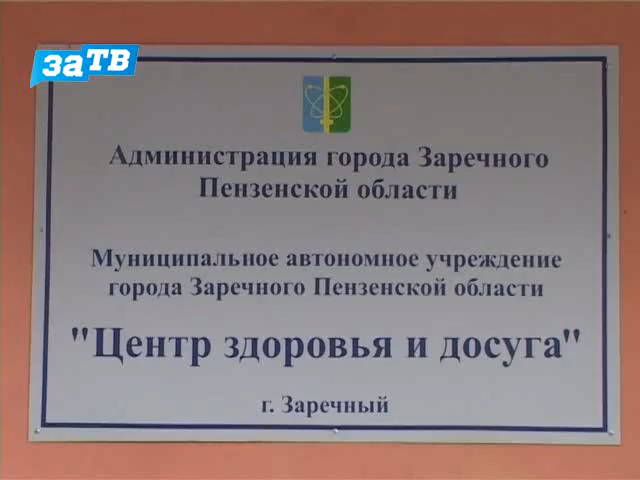 заТВ
Администрация города Заречного
Пензенской области
Муниципальное автономное учреждение
города Заречного Пензенской области
"Центр здоровья и досуга"
г. Заречный